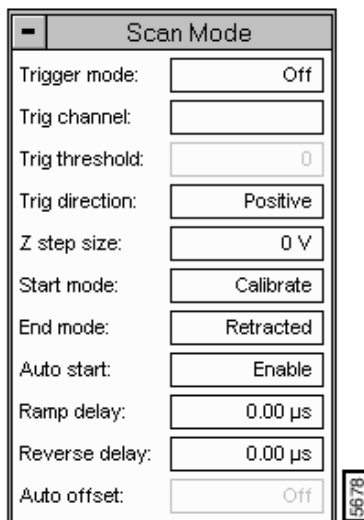 Scan Mode
Trigger mode: Off
Trig channel:
Trig threshold: 0
Trig direction: Positive
Z step size: 0 V
Start mode: Calibrate
End mode: Retracted
Auto start: Enable
Ramp delay: 0.00 µs
Reverse delay: 0.00 µs
Auto offset: Off
5678